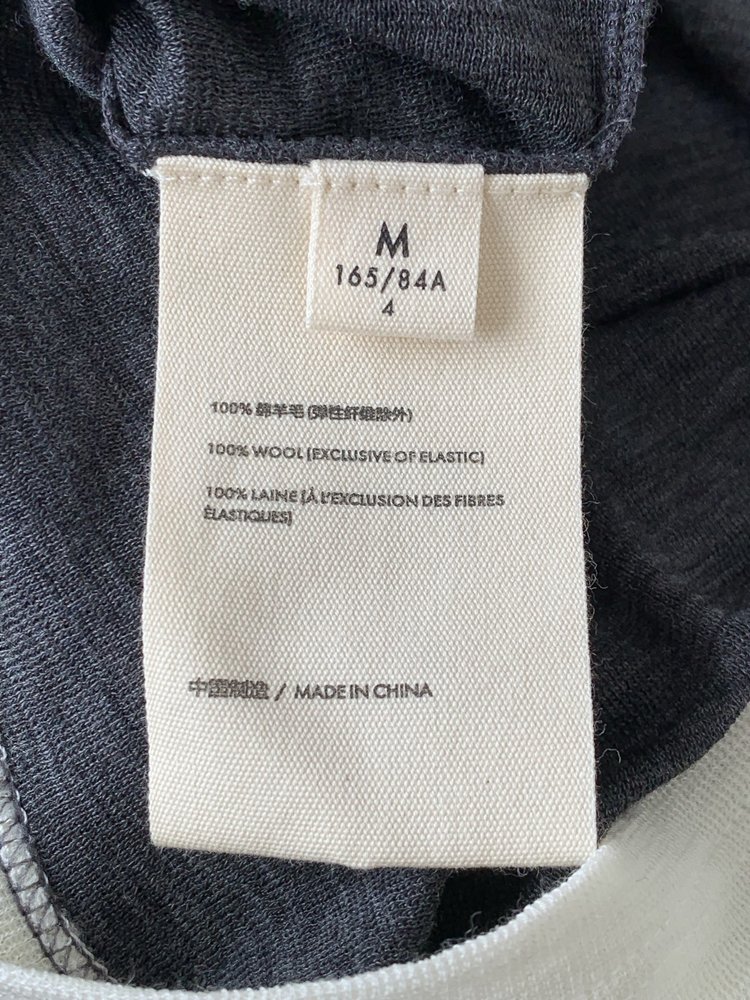 M
165/84A
4
100% 绵羊毛 (弹性纤维除外)
100% WOOL [EXCLUSIVE OF ELASTIC]
100% LAINE [À L'EXCLUSION DES FIBRES
ÉLASTIQUES]
中国制造 / MADE IN CHINA